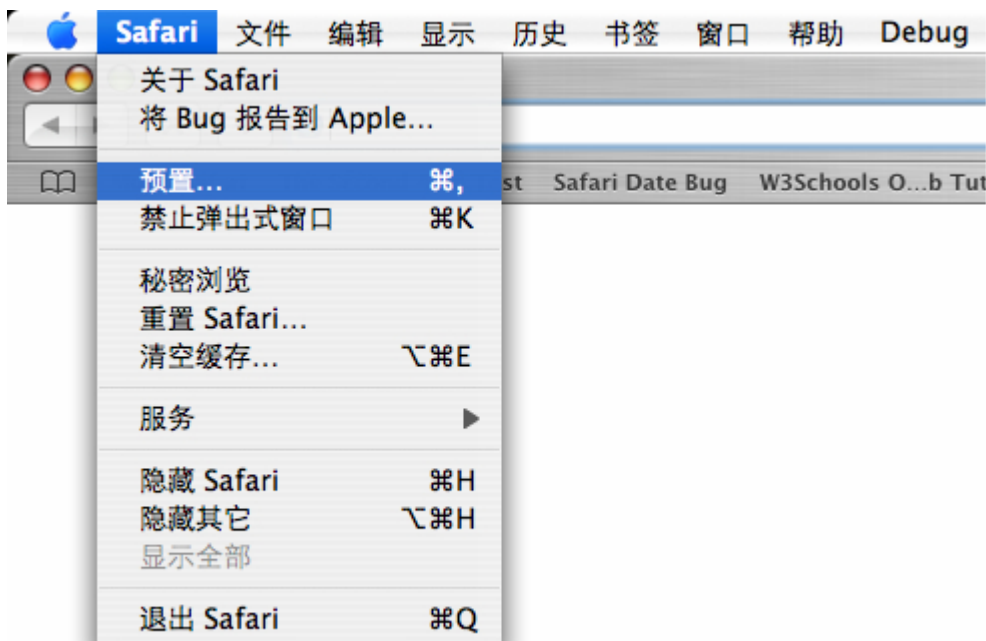 Safari 文件 编辑 显示 历史 书签 窗口 帮助 Debug
关于 Safari
将 Bug 报告到 Apple...
预置... ⌘,
st Safari Date Bug W3Schools O...b Tut
禁止弹出式窗口 ⌘K
秘密浏览
重置 Safari...
清空缓存... ⌥⌘E
服务 ▶
隐藏 Safari ⌘H
隐藏其它 ⌥⌘H
显示全部
退出 Safari ⌘Q